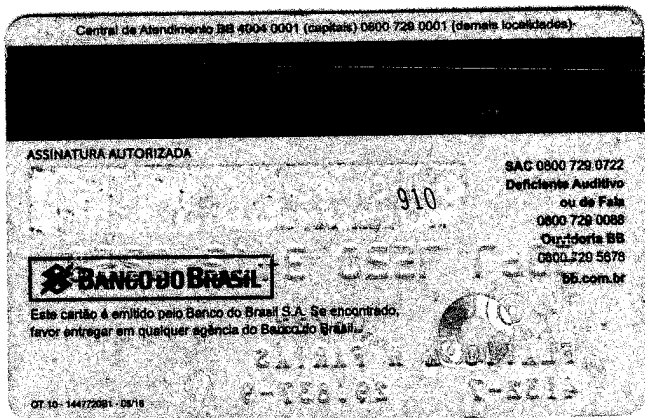 Central de Atendimento BB 4004 0001 (capitais) 0800 729 0001 (demais localidades)
ASSINATURA AUTORIZADA
910
SAC 0800 729 0722
Deficiente Auditivo
ou de Fala
0800 729 0088
Ouvidoria BB
0800 729 5678
bb.com.br
BANCO DO BRASIL
Este cartão é emitido pelo Banco do Brasil S.A. Se encontrado,
favor entregar em qualquer agência do Banco do Brasil.